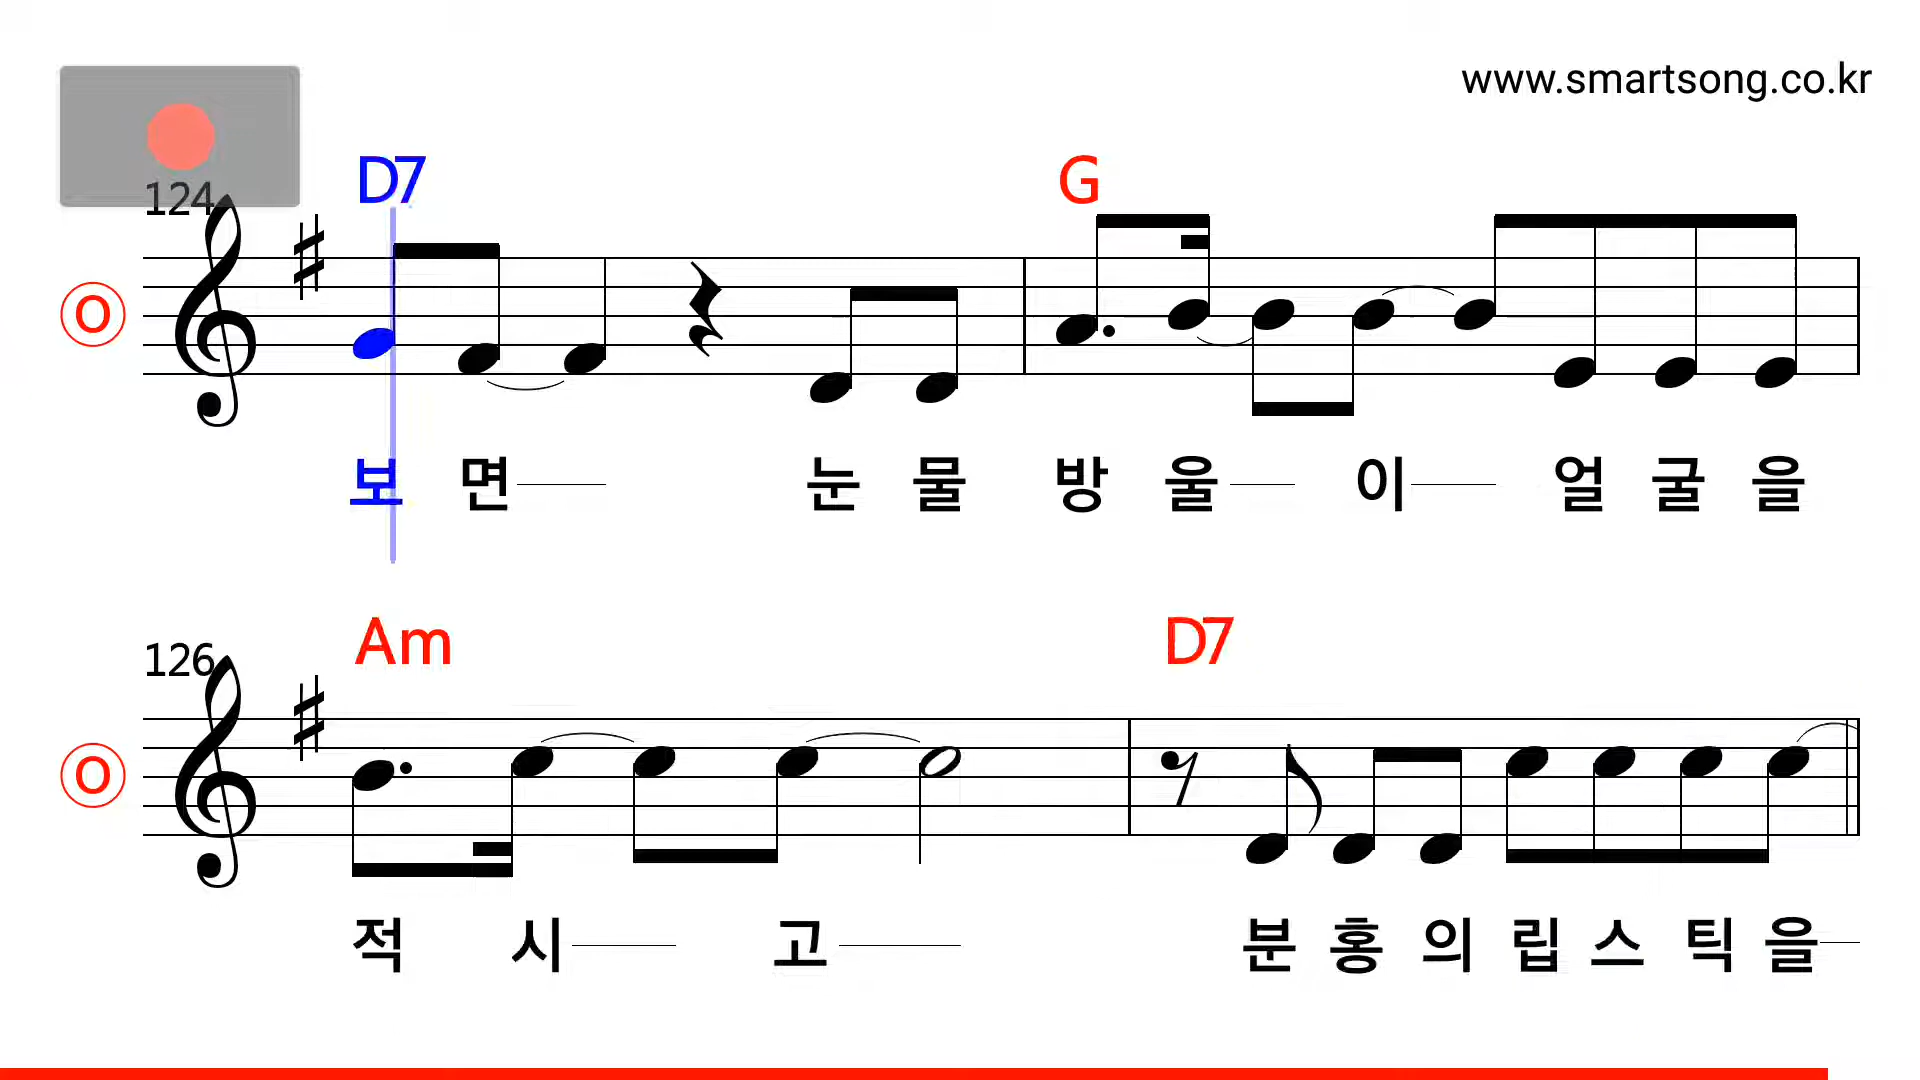 www.smartsong.co.kr
D7 G
124
O
보 면 눈 물 방 울 이 얼 굴 을
Am D7
126
O
적 시 고 분 홍 의 립 스 틱 을